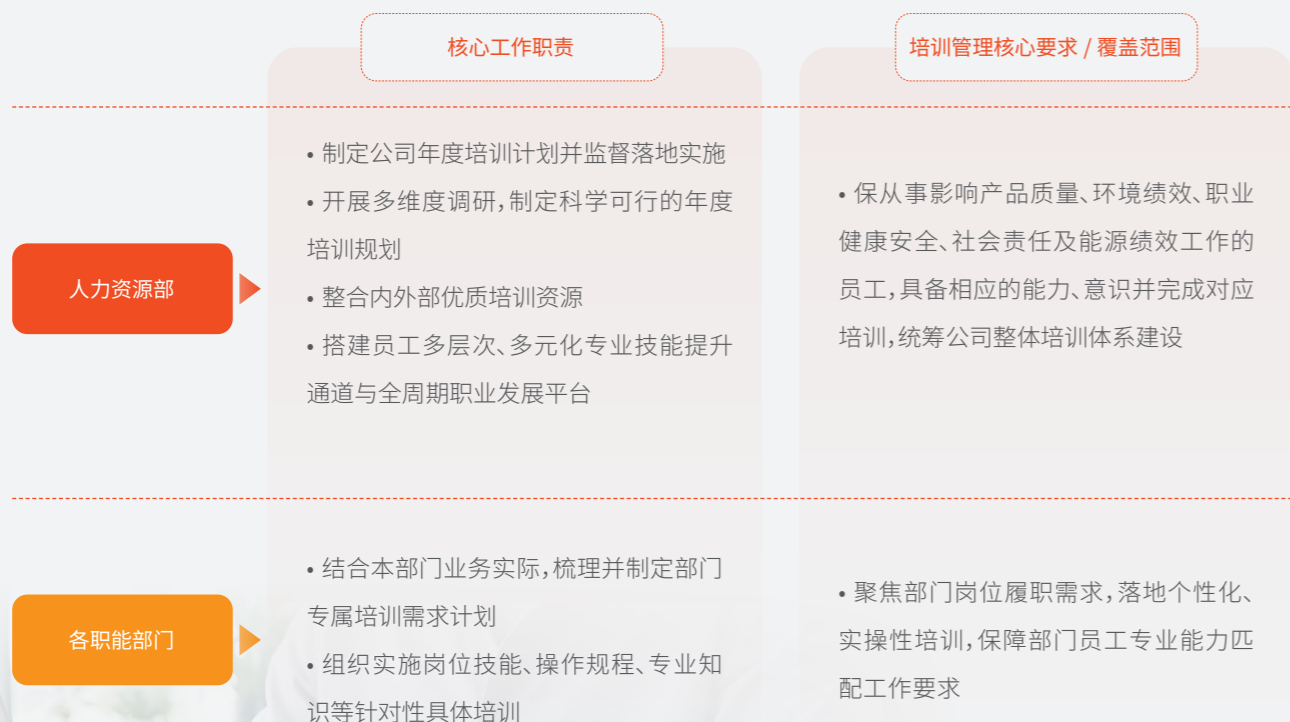 核心工作职责
培训管理核心要求 / 覆盖范围
人力资源部
• 制定公司年度培训计划并监督落地实施
• 开展多维度调研,制定科学可行的年度
培训规划
• 整合内外部优质培训资源
• 搭建员工多层次、多元化专业技能提升
通道与全周期职业发展平台
• 保从事影响产品质量、环境绩效、职业
健康安全、社会责任及能源绩效工作的
员工,具备相应的能力、意识并完成对应
培训,统筹公司整体培训体系建设
各职能部门
• 结合本部门业务实际,梳理并制定部门
专属培训需求计划
• 组织实施岗位技能、操作规程、专业知
识等针对性具体培训
• 聚焦部门岗位履职需求,落地个性化、
实操性培训,保障部门员工专业能力匹
配工作要求